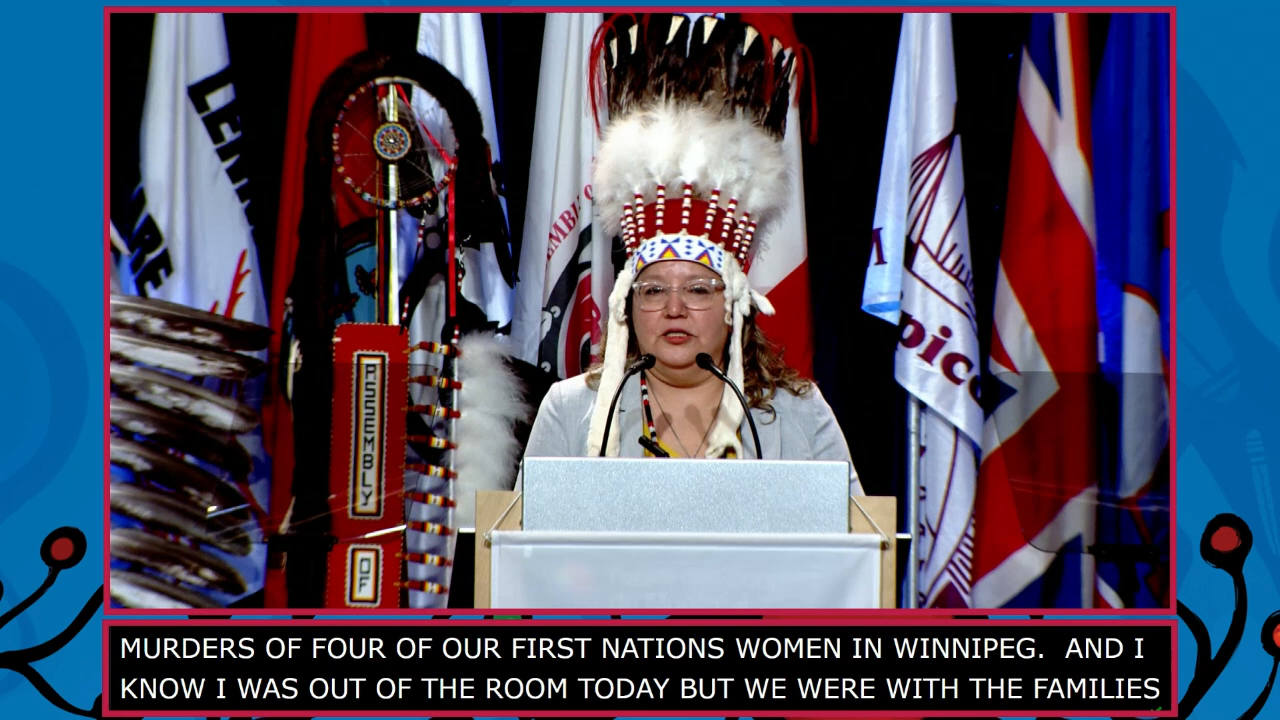 ASSEMBLY
OF
MURDERS OF FOUR OF OUR FIRST NATIONS WOMEN IN WINNIPEG.  AND I
KNOW I WAS OUT OF THE ROOM TODAY BUT WE WERE WITH THE FAMILIES